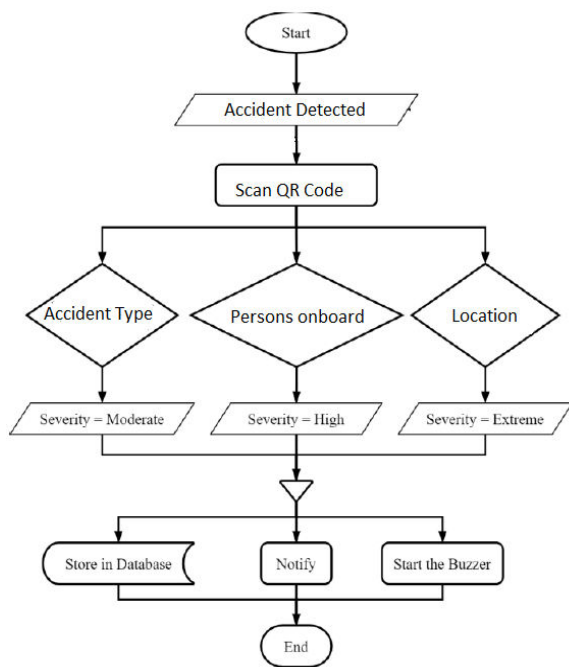 Start
Accident Detected
Scan QR Code
Accident Type
Persons onboard
Location
Severity = Moderate
Severity = High
Severity = Extreme
Store in Database
Notify
Start the Buzzer
End